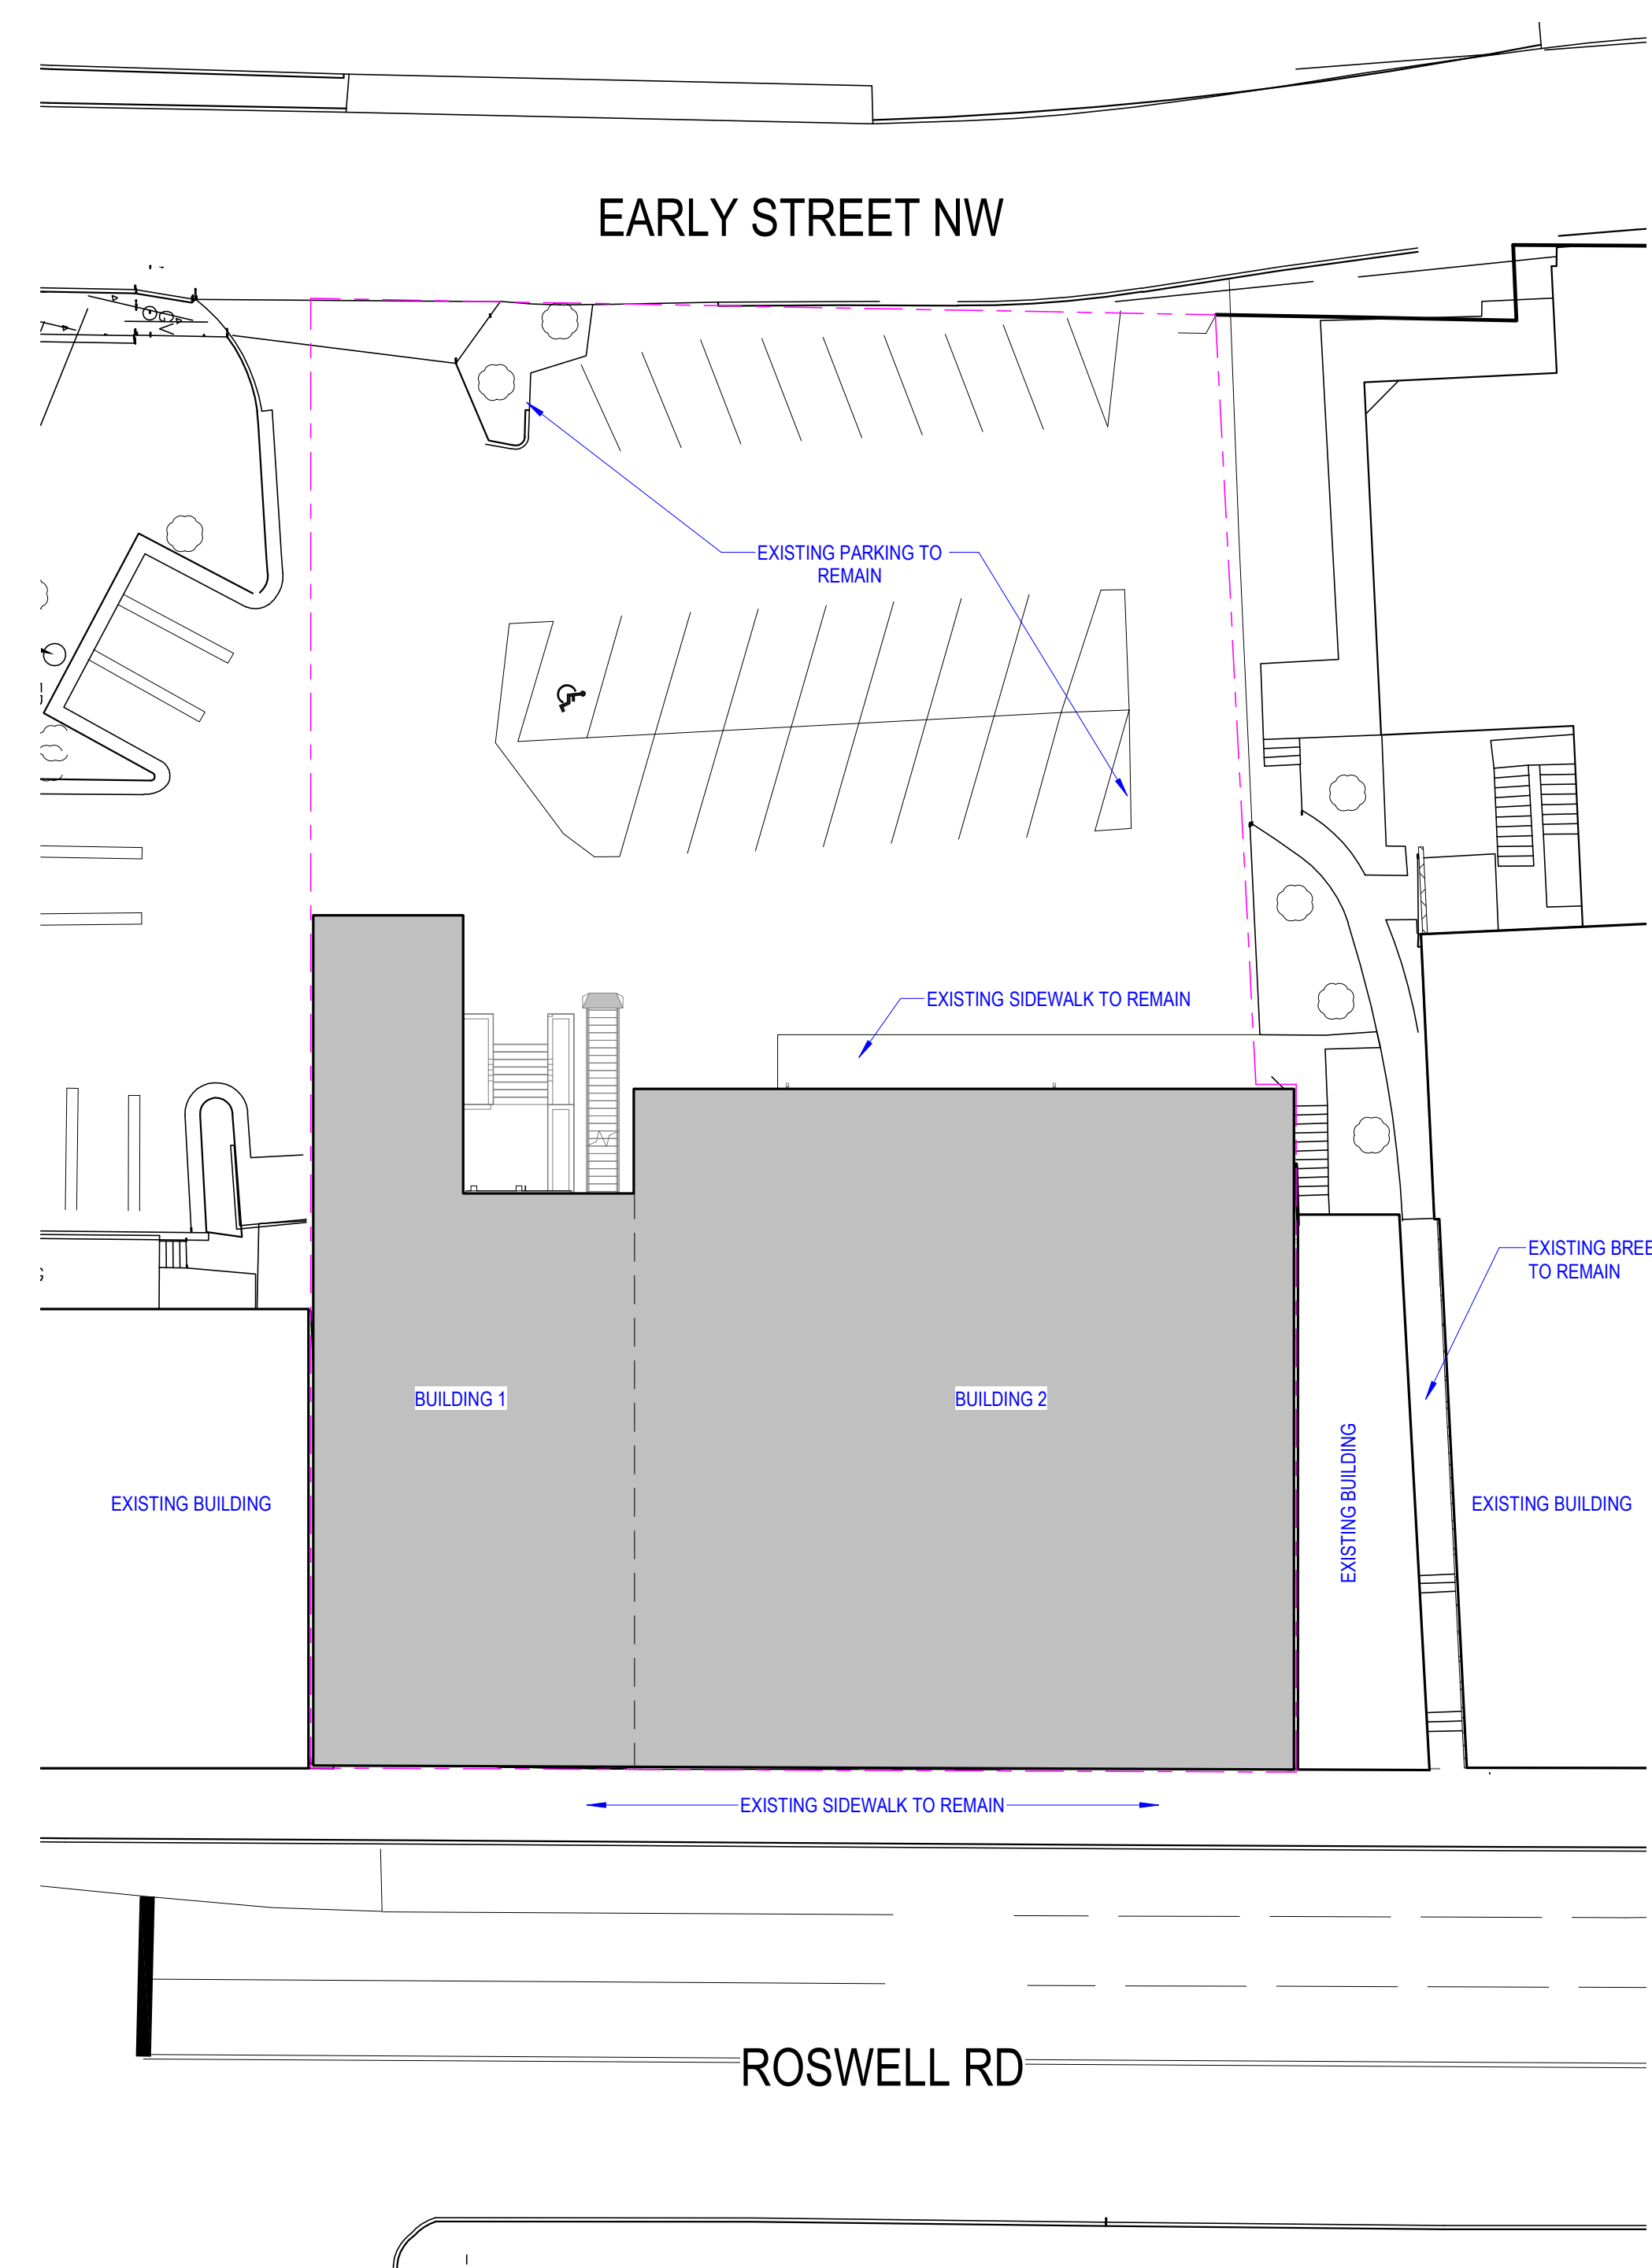 EARLY STREET NW
EXISTING PARKING TO
REMAIN
EXISTING SIDEWALK TO REMAIN
EXISTING BREE
TO REMAIN
BUILDING 1
BUILDING 2
EXISTING BUILDING
EXISTING BUILDING
EXISTING BUILDING
EXISTING SIDEWALK TO REMAIN
ROSWELL RD